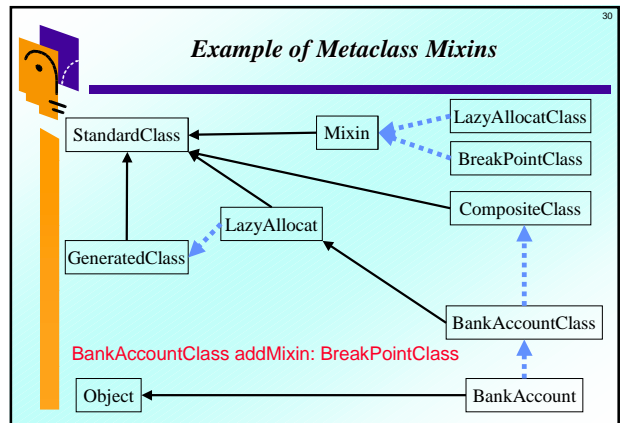 30
Example of Metaclass Mixins
LazyAllocatClass
StandardClass
Mixin
BreakPointClass
CompositeClass
LazyAllocat
GeneratedClass
BankAccountClass
BankAccountClass addMixin: BreakPointClass
Object
BankAccount